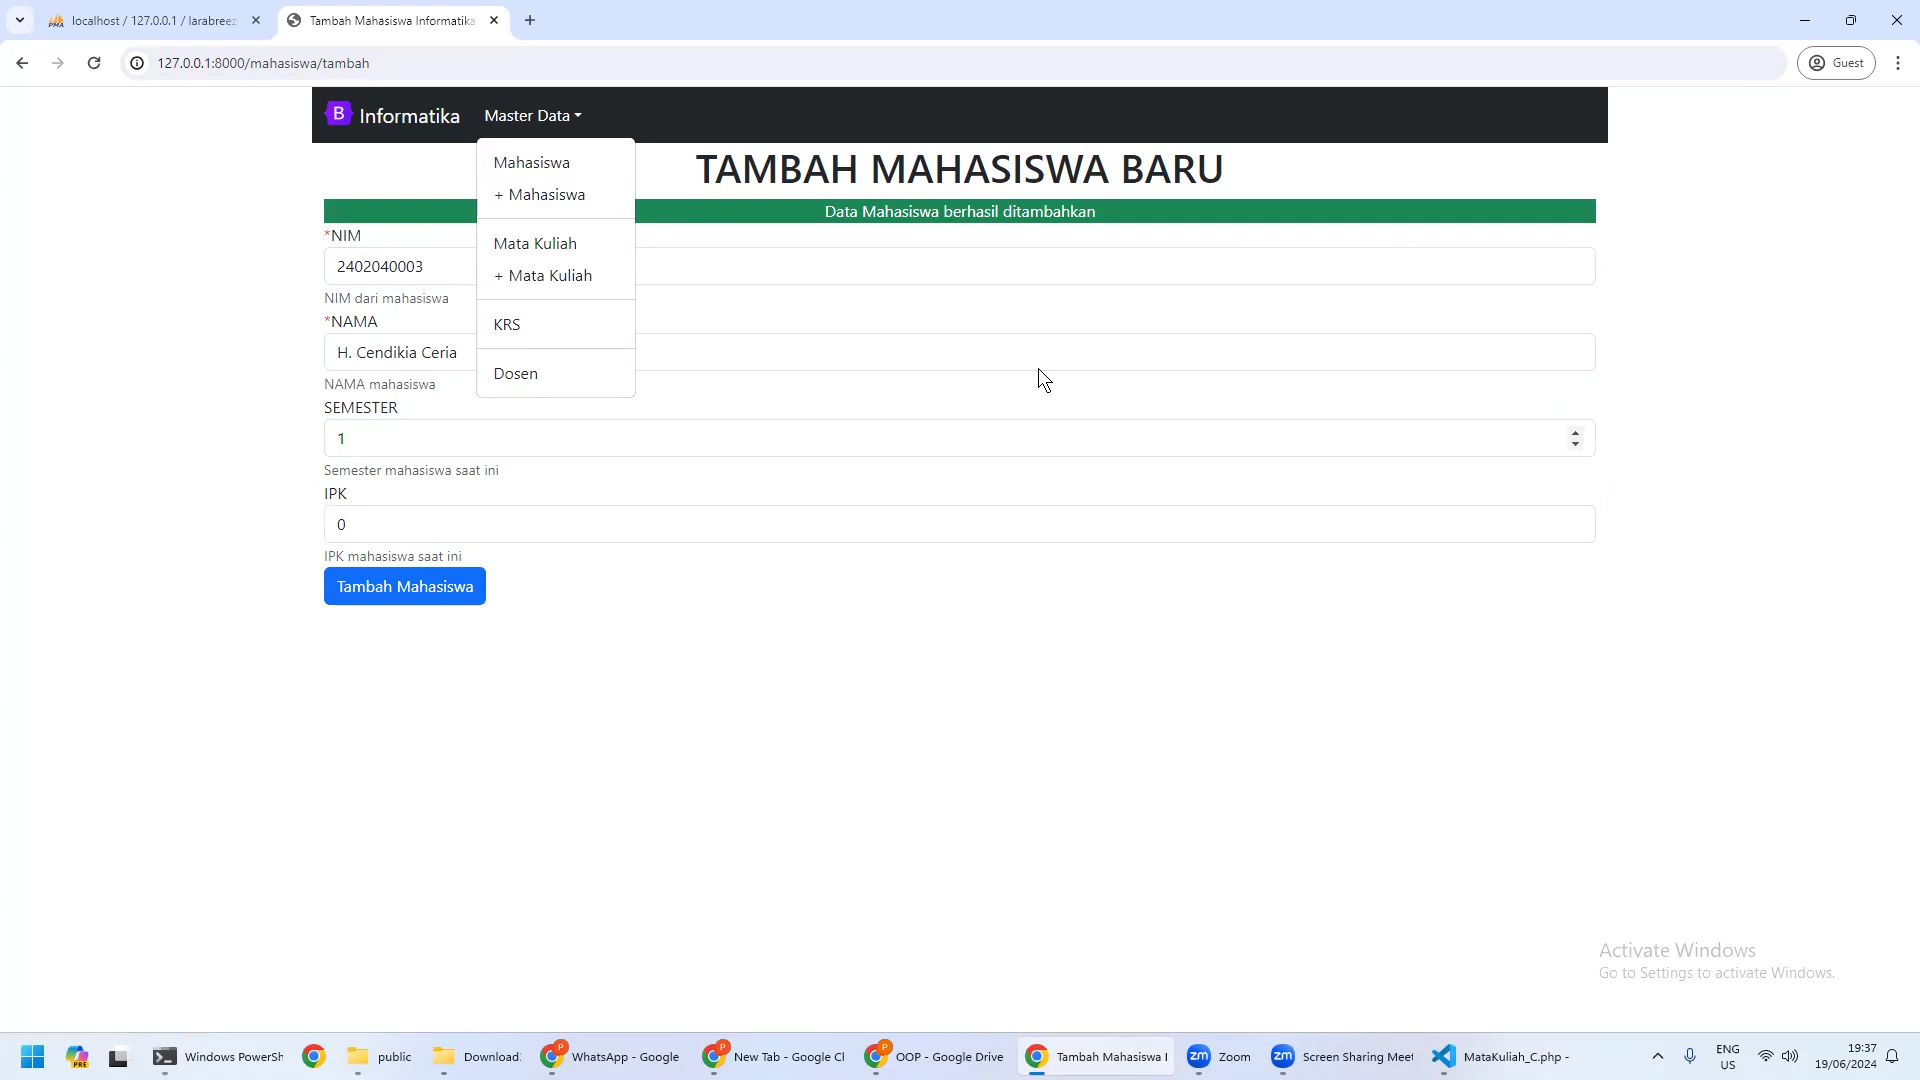 localhost / 127.0.0.1 / larabreez
Tambah Mahasiswa Informatika
127.0.0.1:8000/mahasiswa/tambah
Guest
B Informatika
Master Data
Mahasiswa
+ Mahasiswa
Mata Kuliah
+ Mata Kuliah
KRS
Dosen
TAMBAH MAHASISWA BARU
Data Mahasiswa berhasil ditambahkan
*NIM
2402040003
NIM dari mahasiswa
*NAMA
H. Cendikia Ceria
NAMA mahasiswa
SEMESTER
1
Semester mahasiswa saat ini
IPK
0
IPK mahasiswa saat ini
Tambah Mahasiswa
Activate Windows
Go to Settings to activate Windows.
PRE
Windows PowerSh
public
Download
WhatsApp - Google
New Tab - Google Cl
OOP - Google Drive
Tambah Mahasiswa I
zm Zoom
zm Screen Sharing Meet
MataKuliah_C.php -
ENG
US
19:37
19/06/2024